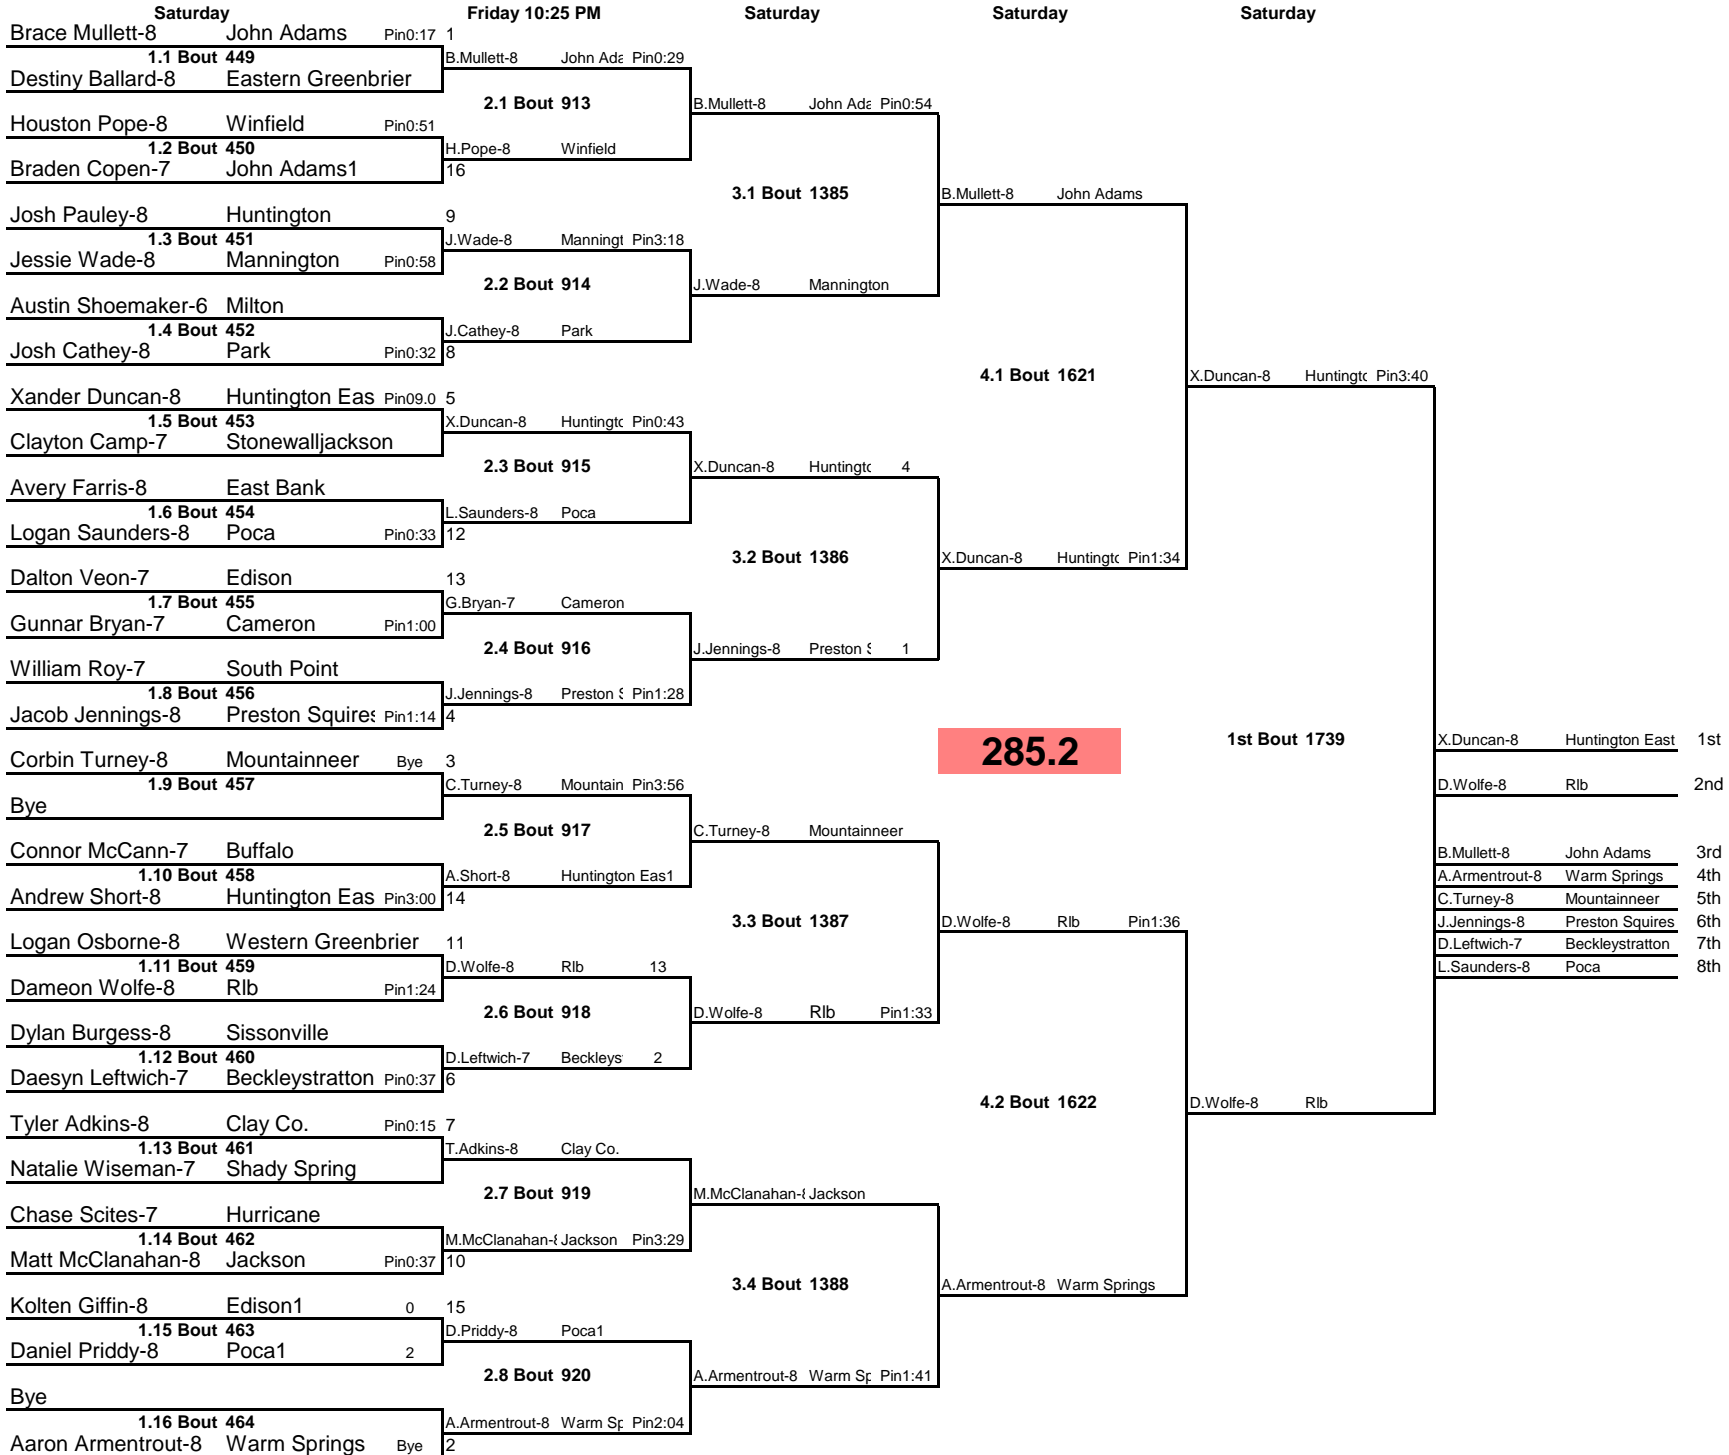 Saturday Friday 10:25 PM Saturday Saturday Saturday
Brace Mullett-8 John Adams Pin0:17 1
1.1 Bout 449 B.Mullett-8 John Ada Pin0:29
Destiny Ballard-8 Eastern Greenbrier
2.1 Bout 913 B.Mullett-8 John Ada Pin0:54
Houston Pope-8 Winfield Pin0:51
1.2 Bout 450 H.Pope-8 Winfield
Braden Copen-7 John Adams1 16
3.1 Bout 1385 B.Mullett-8 John Adams
Josh Pauley-8 Huntington 9
1.3 Bout 451 J.Wade-8 Manningt Pin3:18
Jessie Wade-8 Mannington Pin0:58
2.2 Bout 914 J.Wade-8 Mannington
Austin Shoemaker-6 Milton
1.4 Bout 452 J.Cathey-8 Park
Josh Cathey-8 Park Pin0:32 8
4.1 Bout 1621 X.Duncan-8 Huntingto Pin3:40
Xander Duncan-8 Huntington Eas Pin09.0 5
1.5 Bout 453 X.Duncan-8 Huntingto Pin0:43
Clayton Camp-7 Stonewalljackson
2.3 Bout 915 X.Duncan-8 Huntingto 4
Avery Farris-8 East Bank
1.6 Bout 454 L.Saunders-8 Poca
Logan Saunders-8 Poca Pin0:33 12
3.2 Bout 1386 X.Duncan-8 Huntingto Pin1:34
Dalton Veon-7 Edison 13
1.7 Bout 455 G.Bryan-7 Cameron
Gunnar Bryan-7 Cameron Pin1:00
2.4 Bout 916 J.Jennings-8 Preston S 1
William Roy-7 South Point
1.8 Bout 456 J.Jennings-8 Preston S Pin1:28
Jacob Jennings-8 Preston Squires Pin1:14 4
285.2 1st Bout 1739 X.Duncan-8 Huntington East 1st
Corbin Turney-8 Mountainneer Bye 3
1.9 Bout 457 C.Turney-8 Mountain Pin3:56 D.Wolfe-8 Rlb 2nd
Bye
2.5 Bout 917 C.Turney-8 Mountainneer
Connor McCann-7 Buffalo B.Mullett-8 John Adams 3rd
1.10 Bout 458 A.Short-8 Huntington Eas1 A.Armentrout-8 Warm Springs 4th
Andrew Short-8 Huntington Eas Pin3:00 14 C.Turney-8 Mountainneer 5th
3.3 Bout 1387 D.Wolfe-8 Rlb Pin1:36 J.Jennings-8 Preston Squires 6th
Logan Osborne-8 Western Greenbrier 11 D.Leftwich-7 Beckleystratton 7th
1.11 Bout 459 D.Wolfe-8 Rlb 13 L.Saunders-8 Poca 8th
Dameon Wolfe-8 Rlb Pin1:24
2.6 Bout 918 D.Wolfe-8 Rlb Pin1:33
Dylan Burgess-8 Sissonville
1.12 Bout 460 D.Leftwich-7 Beckleys 2
Daesyn Leftwich-7 Beckleystratton Pin0:37 6
4.2 Bout 1622 D.Wolfe-8 Rlb
Tyler Adkins-8 Clay Co. Pin0:15 7
1.13 Bout 461 T.Adkins-8 Clay Co.
Natalie Wiseman-7 Shady Spring
2.7 Bout 919 M.McClanahan-8 Jackson
Chase Scites-7 Hurricane
1.14 Bout 462 M.McClanahan-8 Jackson Pin3:29
Matt McClanahan-8 Jackson Pin0:37 10
3.4 Bout 1388 A.Armentrout-8 Warm Springs
Kolten Giffin-8 Edison1 0 15
1.15 Bout 463 D.Priddy-8 Poca1
Daniel Priddy-8 Poca1 2
2.8 Bout 920 A.Armentrout-8 Warm Sp Pin1:41
Bye
1.16 Bout 464 A.Armentrout-8 Warm Sp Pin2:04
Aaron Armentrout-8 Warm Springs Bye 2